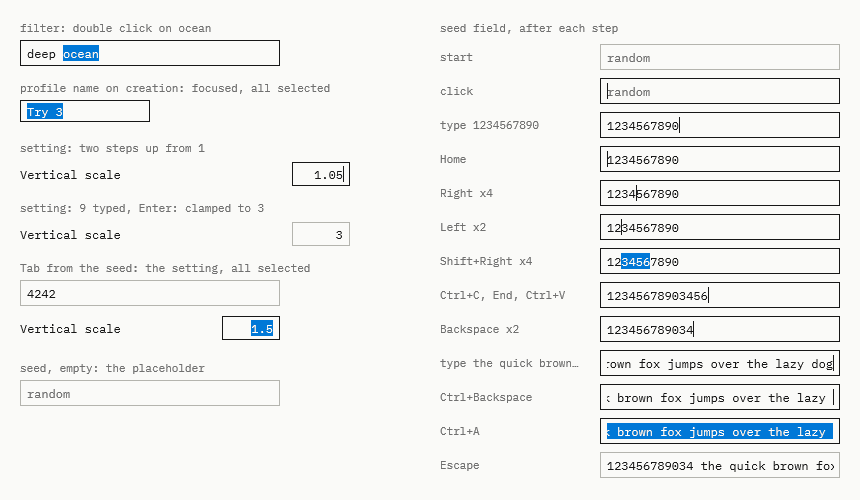 filter: double click on ocean
deep ocean
profile name on creation: focused, all selected
Try 3
setting: two steps up from 1
Vertical scale 1.05
setting: 9 typed, Enter: clamped to 3
Vertical scale 3
Tab from the seed: the setting, all selected
4242
Vertical scale 1.5
seed, empty: the placeholder
random
seed field, after each step
start random
click random
type 1234567890 1234567890
Home 1234567890
Right x4 1234567890
Left x2 1234567890
Shift+Right x4 1234567890
Ctrl+C, End, Ctrl+V 12345678903456
Backspace x2 123456789034
type the quick brown… rown fox jumps over the lazy dog
Ctrl+Backspace k brown fox jumps over the lazy
Ctrl+A k brown fox jumps over the lazy
Escape 123456789034 the quick brown fox